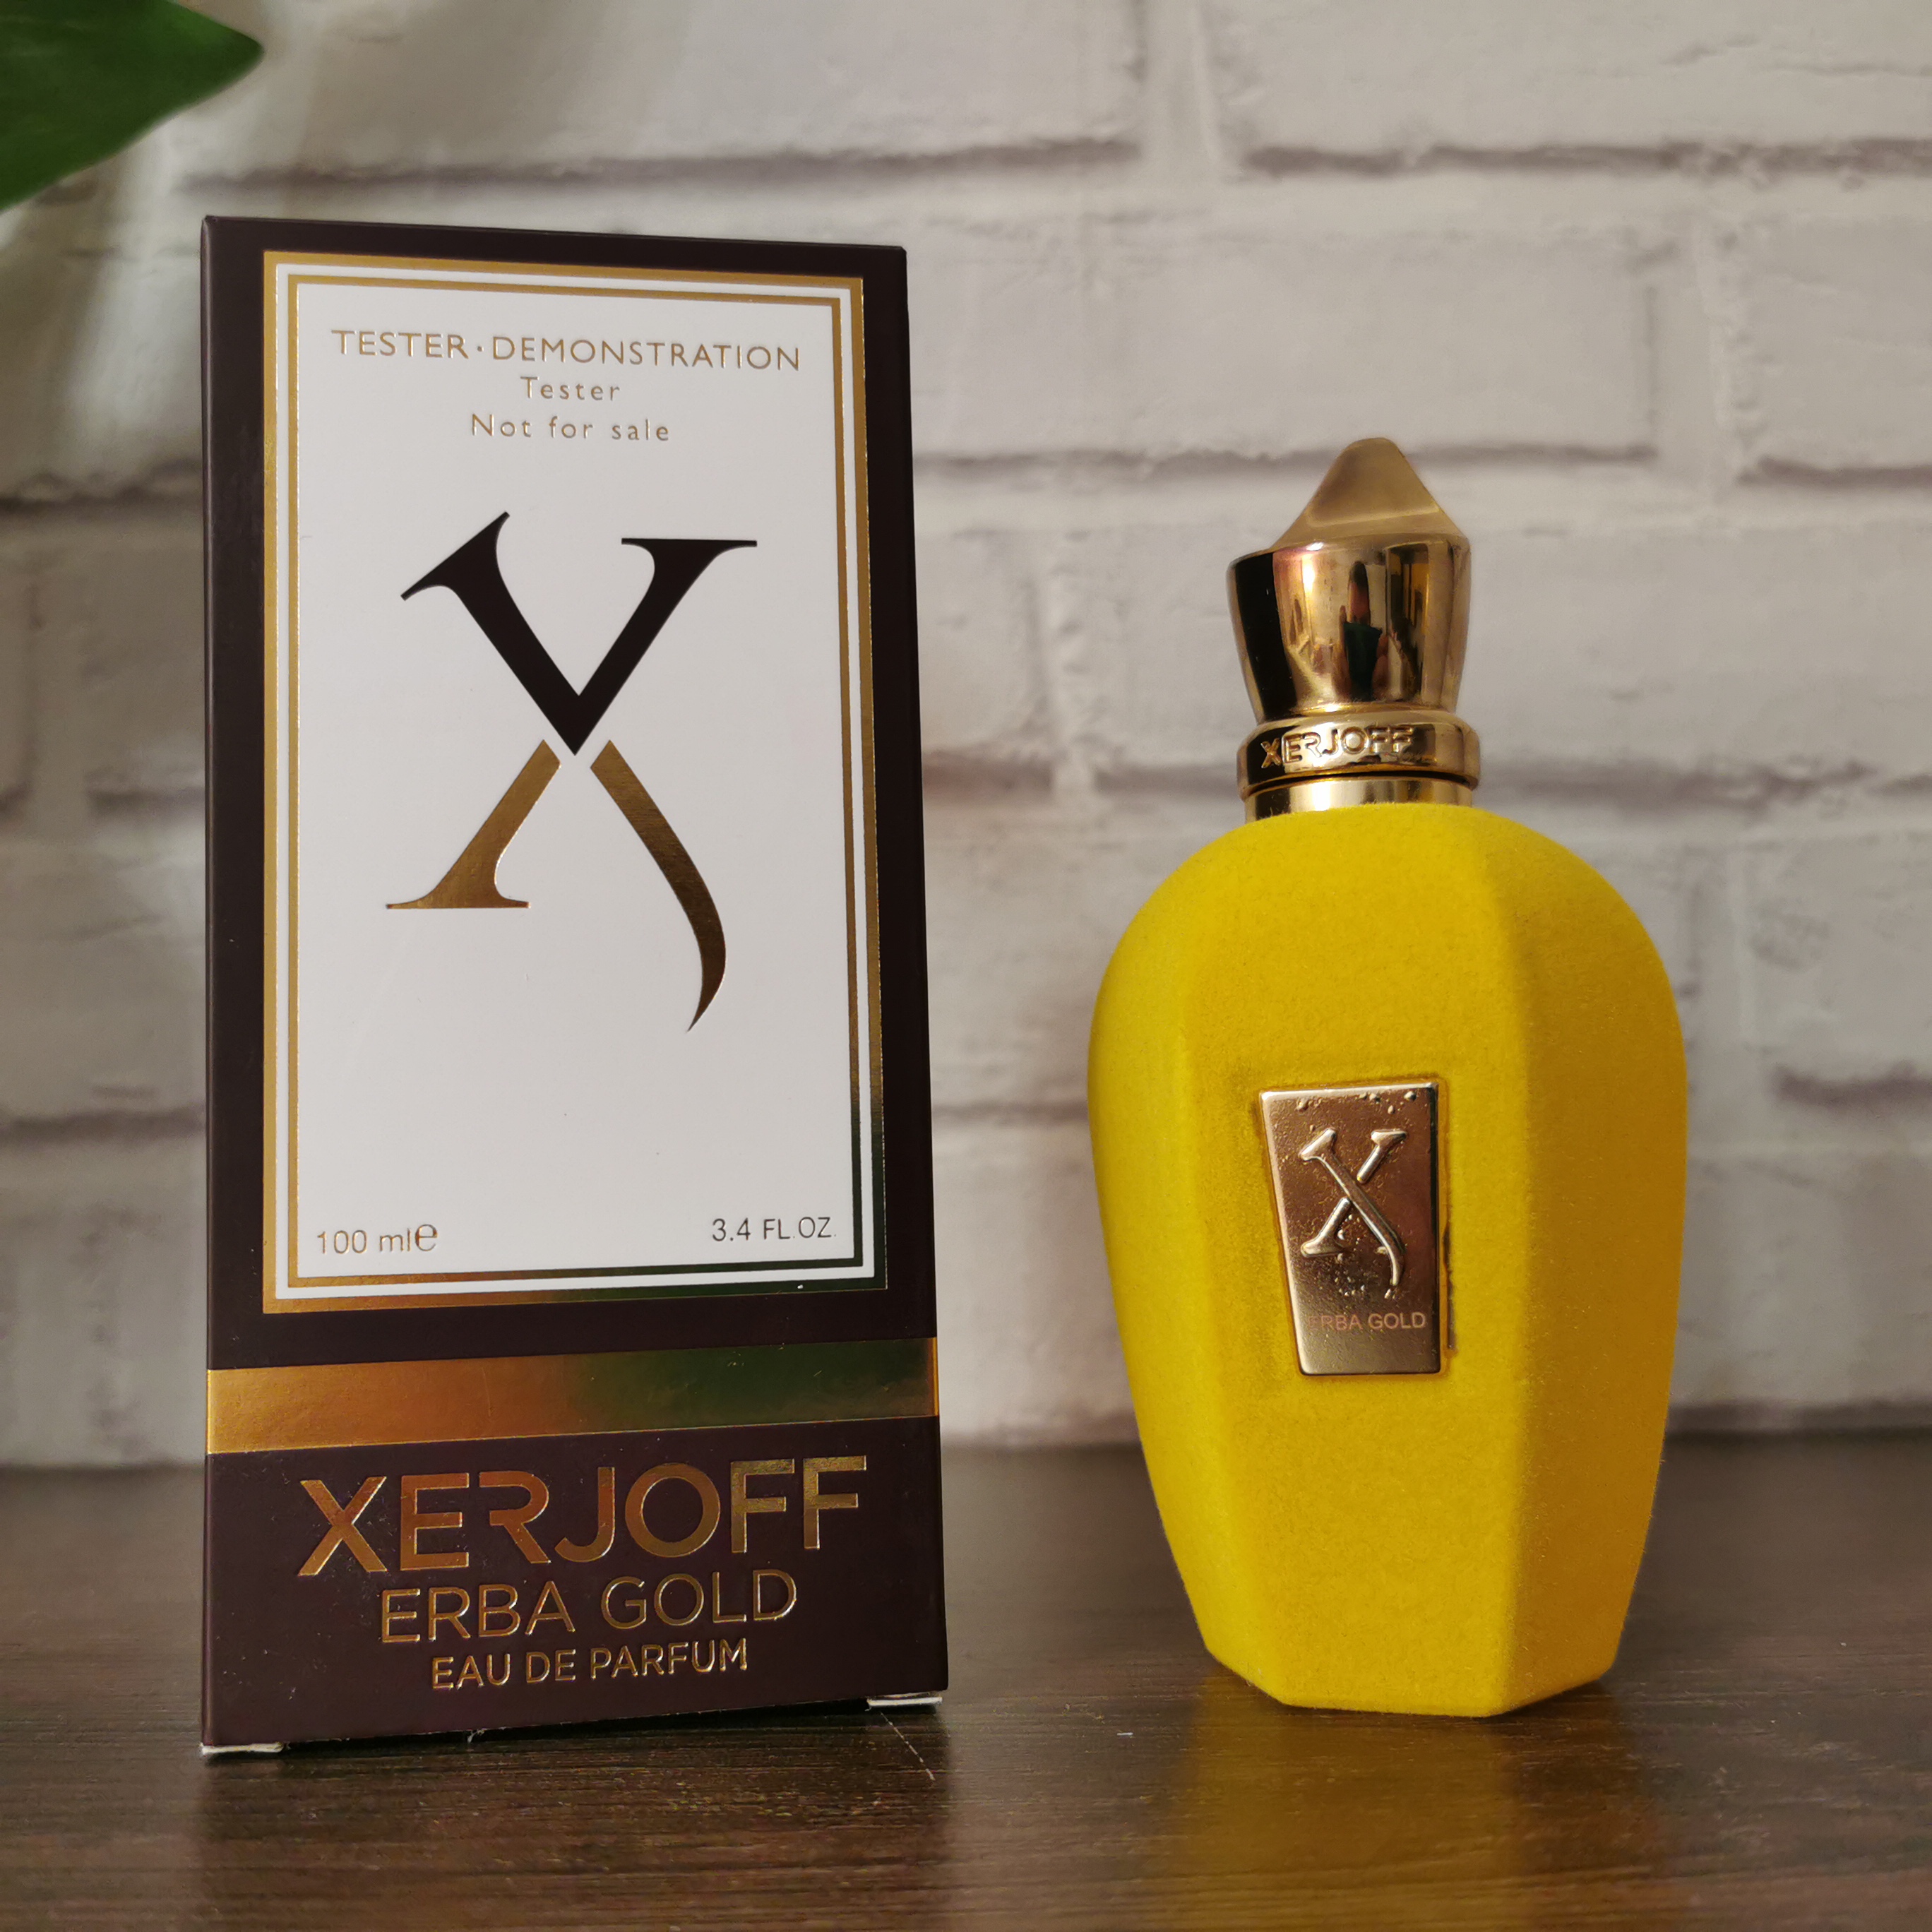 TESTER·DEMONSTRATION
Tester
Not for sale
X
100 ml℮
3.4 FL.OZ.
XERJOFF
ERBA GOLD
EAU DE PARFUM
XERJOFF
X
ERBA GOLD